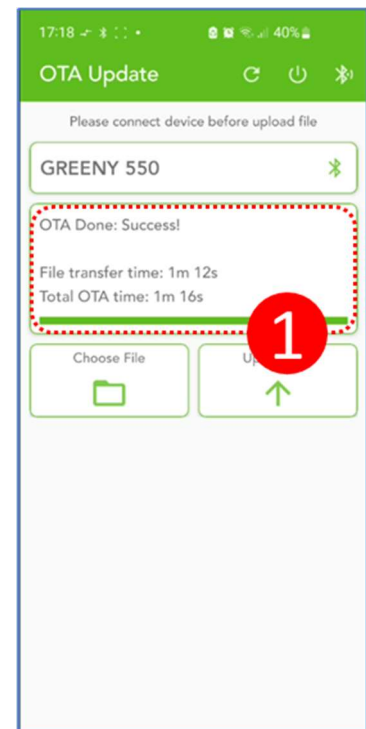 17:18 40%
OTA Update
Please connect device before upload file
GREENY 550
OTA Done: Success!
File transfer time: 1m 12s
Total OTA time: 1m 16s
1
Choose File